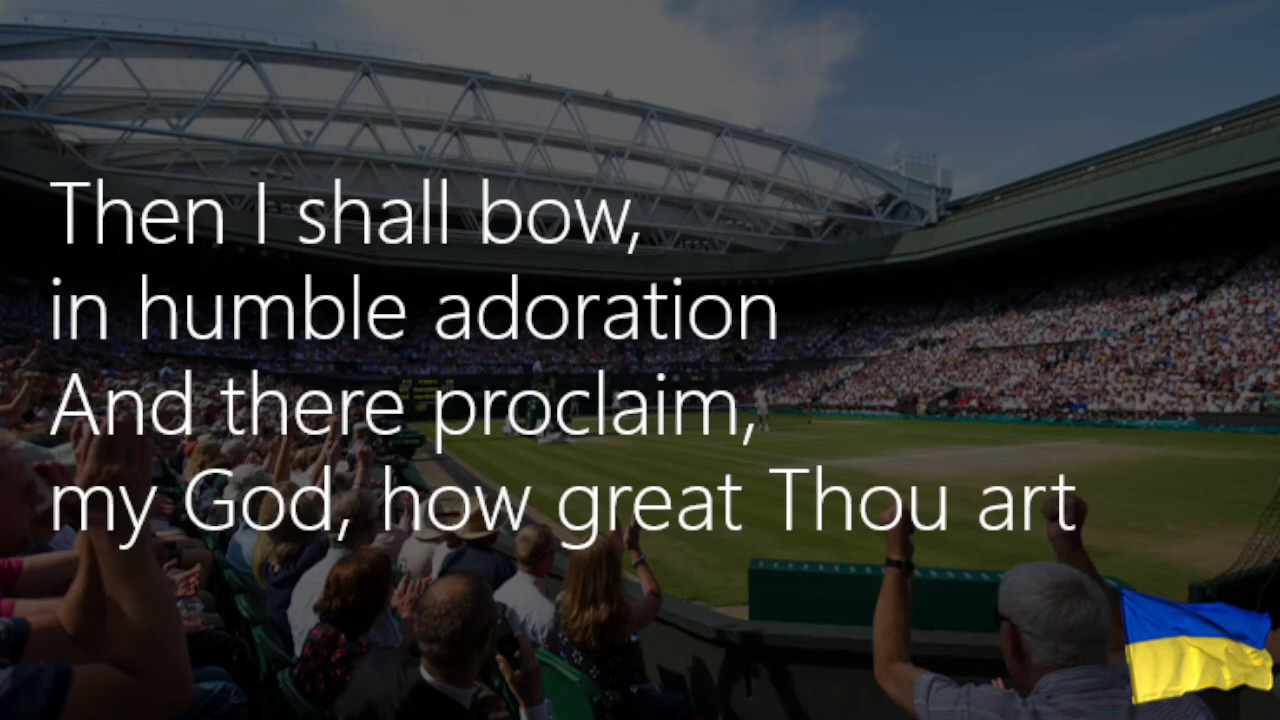 Then I shall bow,
in humble adoration
And there proclaim,
my God, how great Thou art